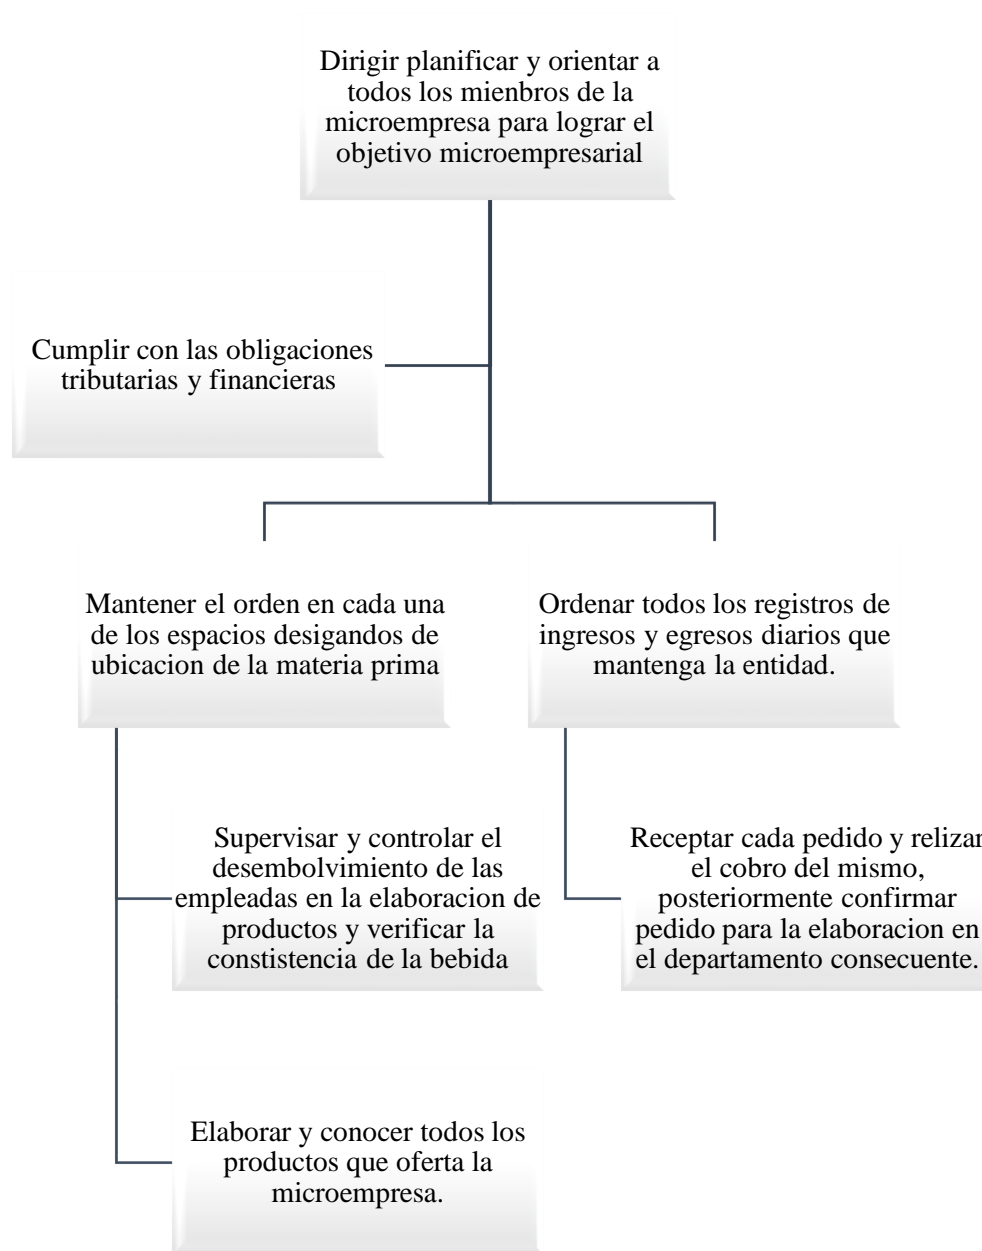 Dirigir planificar y orientar a
todos los mienbros de la
microempresa para lograr el
objetivo microempresarial
Cumplir con las obligaciones
tributarias y financieras
Mantener el orden en cada una
de los espacios desigandos de
ubicacion de la materia prima
Ordenar todos los registros de
ingresos y egresos diarios que
mantenga la entidad.
Supervisar y controlar el
desembolvimiento de las
empleadas en la elaboracion de
productos y verificar la
constistencia de la bebida
Receptar cada pedido y relizar
el cobro del mismo,
posteriormente confirmar
pedido para la elaboracion en
el departamento consecuente.
Elaborar y conocer todos los
productos que oferta la
microempresa.